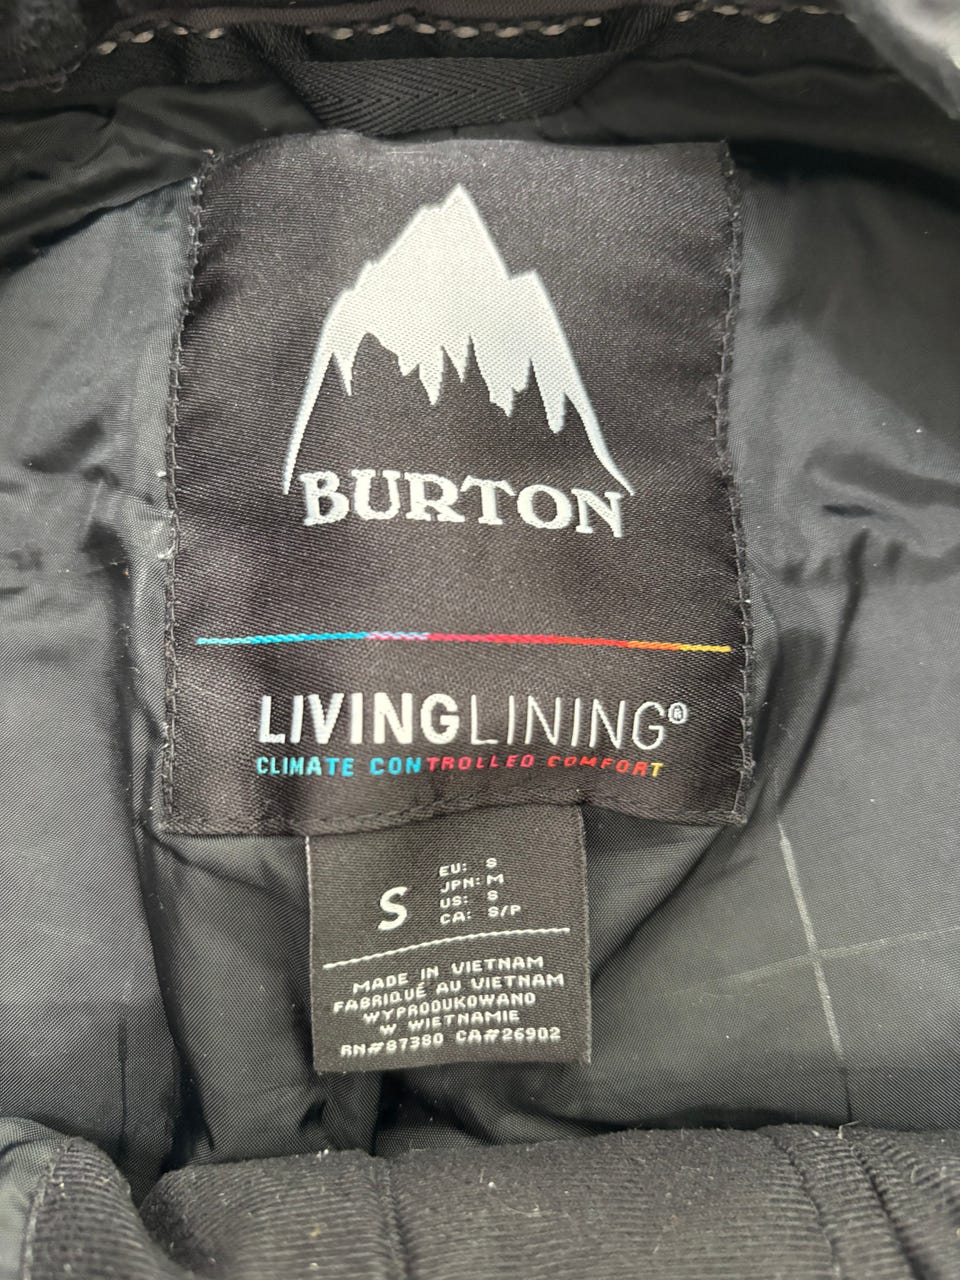 BURTON
LIVINGLINING®
CLIMATE CONTROLLED COMFORT
S
EU: S
JPN: M
US: S
CA: S/P
MADE IN VIETNAM
FABRIQUÉ AU VIETNAM
WYPRODUKOWANO
W WIETNAMIE
RN#87380 CA#26902